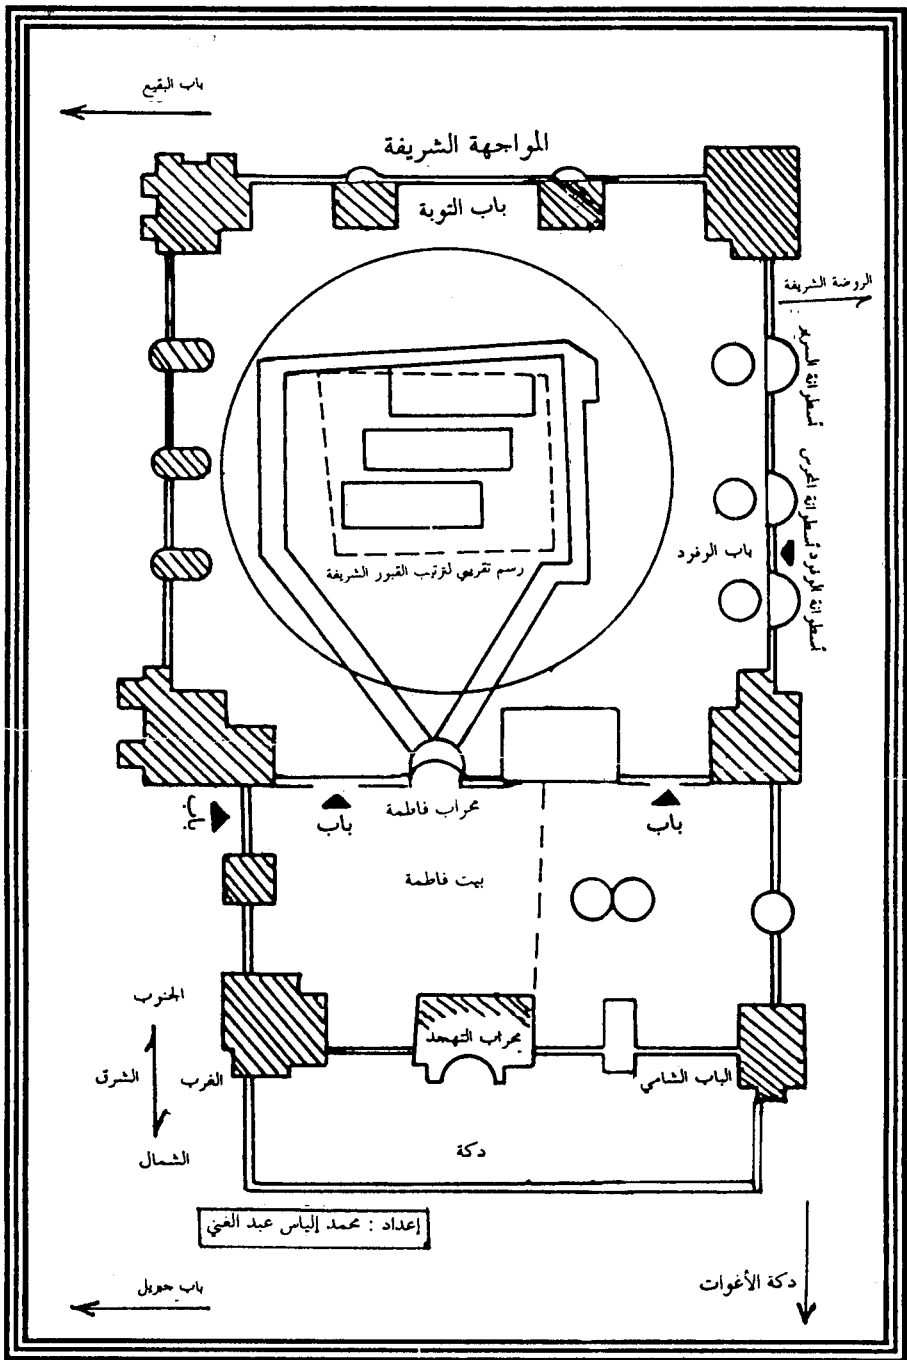 باب البقيع
المواجهة الشريفة
باب التوبة
الروضة الشريفة
أسطوانة السرير
أسطوانة الحرس
أسطوانة الوفود
باب الوفود
رسم تقريبي لترتيب القبور الشريفة
باب
باب
محراب فاطمة
باب
بيت فاطمة
الجنوب
الشرق
الغرب
الشمال
محراب التهجد
الباب الشامي
دكة
إعداد : محمد إلياس عبد الغني
باب جبريل
دكة الأغوات